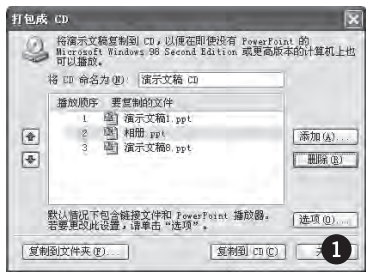 打包成 CD
将演示文稿复制到 CD，以便在即使没有 PowerPoint 的
Microsoft Windows 98 Second Edition 或更高版本的计算机上也
可以播放。
将 CD 命名为(N): 演示文稿 CD
播放顺序 要复制的文件
1 演示文稿1.ppt
2 相册.ppt
3 演示文稿8.ppt
添加(A)...
删除(R)
默认情况下包含链接文件和 PowerPoint 播放器。
若要更改此设置，请单击“选项”。
选项(O)...
复制到文件夹(F)...
复制到 CD(C)
1